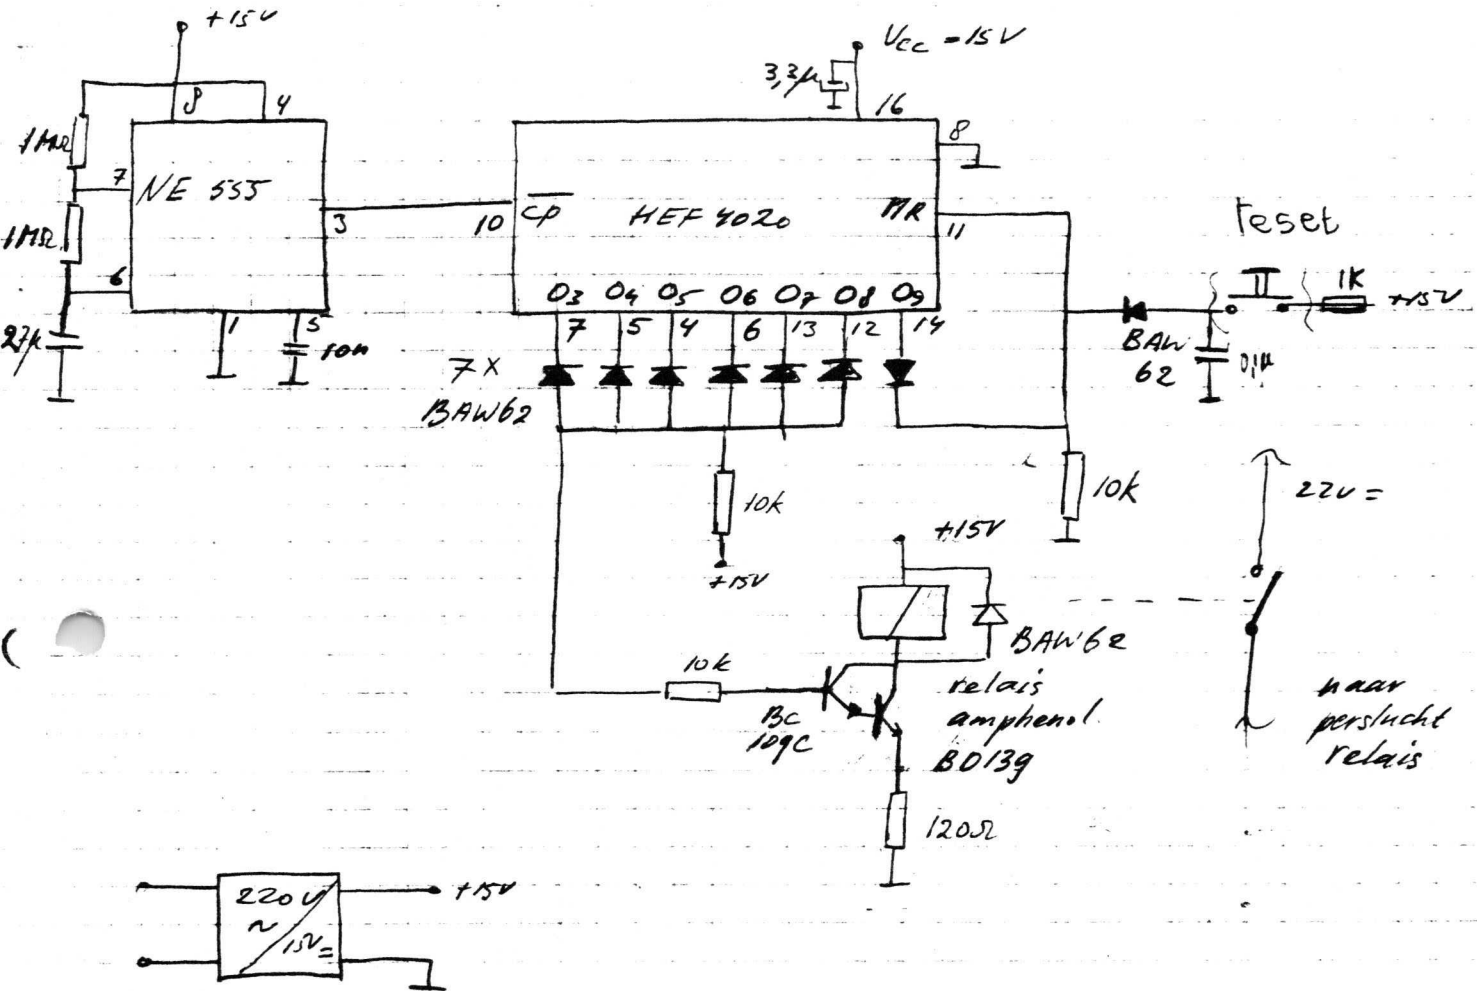 +15V
Vcc = 15V
3,3µ
8
4
16
8
1MΩ
7
NE 555
3
10
CP
HEF 4020
MR
11
reset
1MΩ
6
1K
+15V
O3 O4 O5 O6 O7 O8 O9
1
5
7 5 4 6 13 12 14
27µ
10n
BAW
62
0,1µ
7x
BAW62
10k
10k
22V =
+15V
+15V
BAW62
10k
relais
amphenol
BC
109C
BD139
naar
perslucht
relais
120Ω
220V
~
15V=
+15V